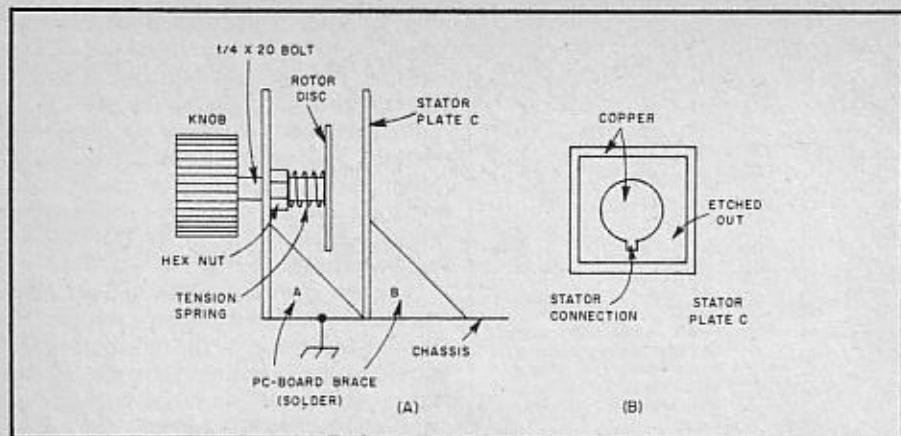 1/4 X 20 BOLT
KNOB
ROTOR
DISC
STATOR
PLATE C
HEX NUT
TENSION
SPRING
A
B
CHASSIS
PC-BOARD BRACE
(SOLDER)
(A)
COPPER
ETCHED
OUT
STATOR
CONNECTION
STATOR
PLATE C
(B)